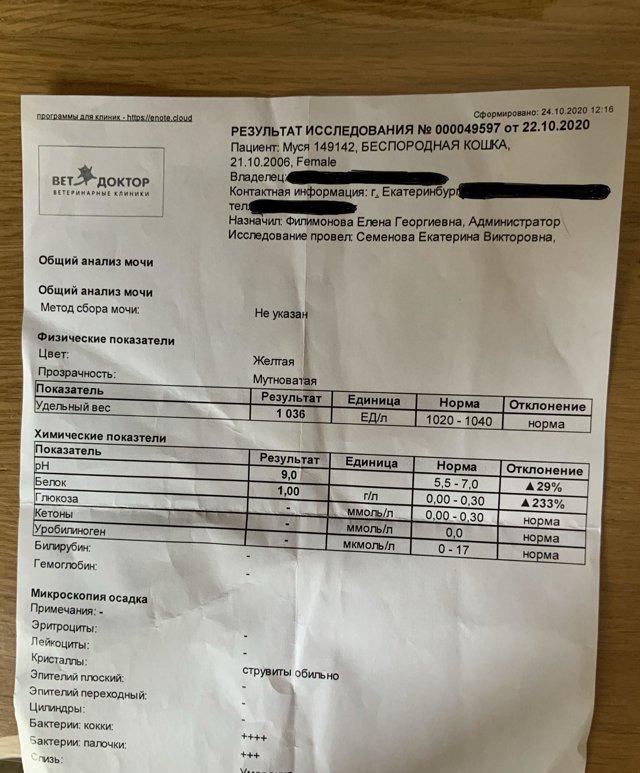 программы для клиник - https://enote.cloud
Сформировано: 24.10.2020 12:16
ВЕТ ДОКТОР
ВЕТЕРИНАРНЫЕ КЛИНИКИ
РЕЗУЛЬТАТ ИССЛЕДОВАНИЯ № 000049597 от 22.10.2020
Пациент: Муся 149142, БЕСПОРОДНАЯ КОШКА,
21.10.2006, Female
Владелец:
Контактная информация: г. Екатеринбург
тел.
Назначил: Филимонова Елена Георгиевна, Администратор
Исследование провел: Семенова Екатерина Викторовна,
Общий анализ мочи
Общий анализ мочи
Метод сбора мочи: Не указан
Физические показатели
Цвет: Желтая
Прозрачность: Мутноватая
Показатель Результат Единица Норма Отклонение
Удельный вес 1 036 ЕД/л 1020 - 1040 норма
Химические показтели
Показатель Результат Единица Норма Отклонение
pH 9,0 5,5 - 7,0 ▲29%
Белок 1,00 г/л 0,00 - 0,30 ▲233%
Глюкоза - ммоль/л 0,00 - 0,30 норма
Кетоны - ммоль/л 0,0 норма
Уробилиноген - мкмоль/л 0 - 17 норма
Билирубин: -
Гемоглобин: -
Микроскопия осадка
Примечания: -
Эритроциты: -
Лейкоциты: -
Кристаллы: струвиты обильно
Эпителий плоский: -
Эпителий переходный: -
Цилиндры: -
Бактерии: кокки: ++++
Бактерии: палочки: +++
Слизь: